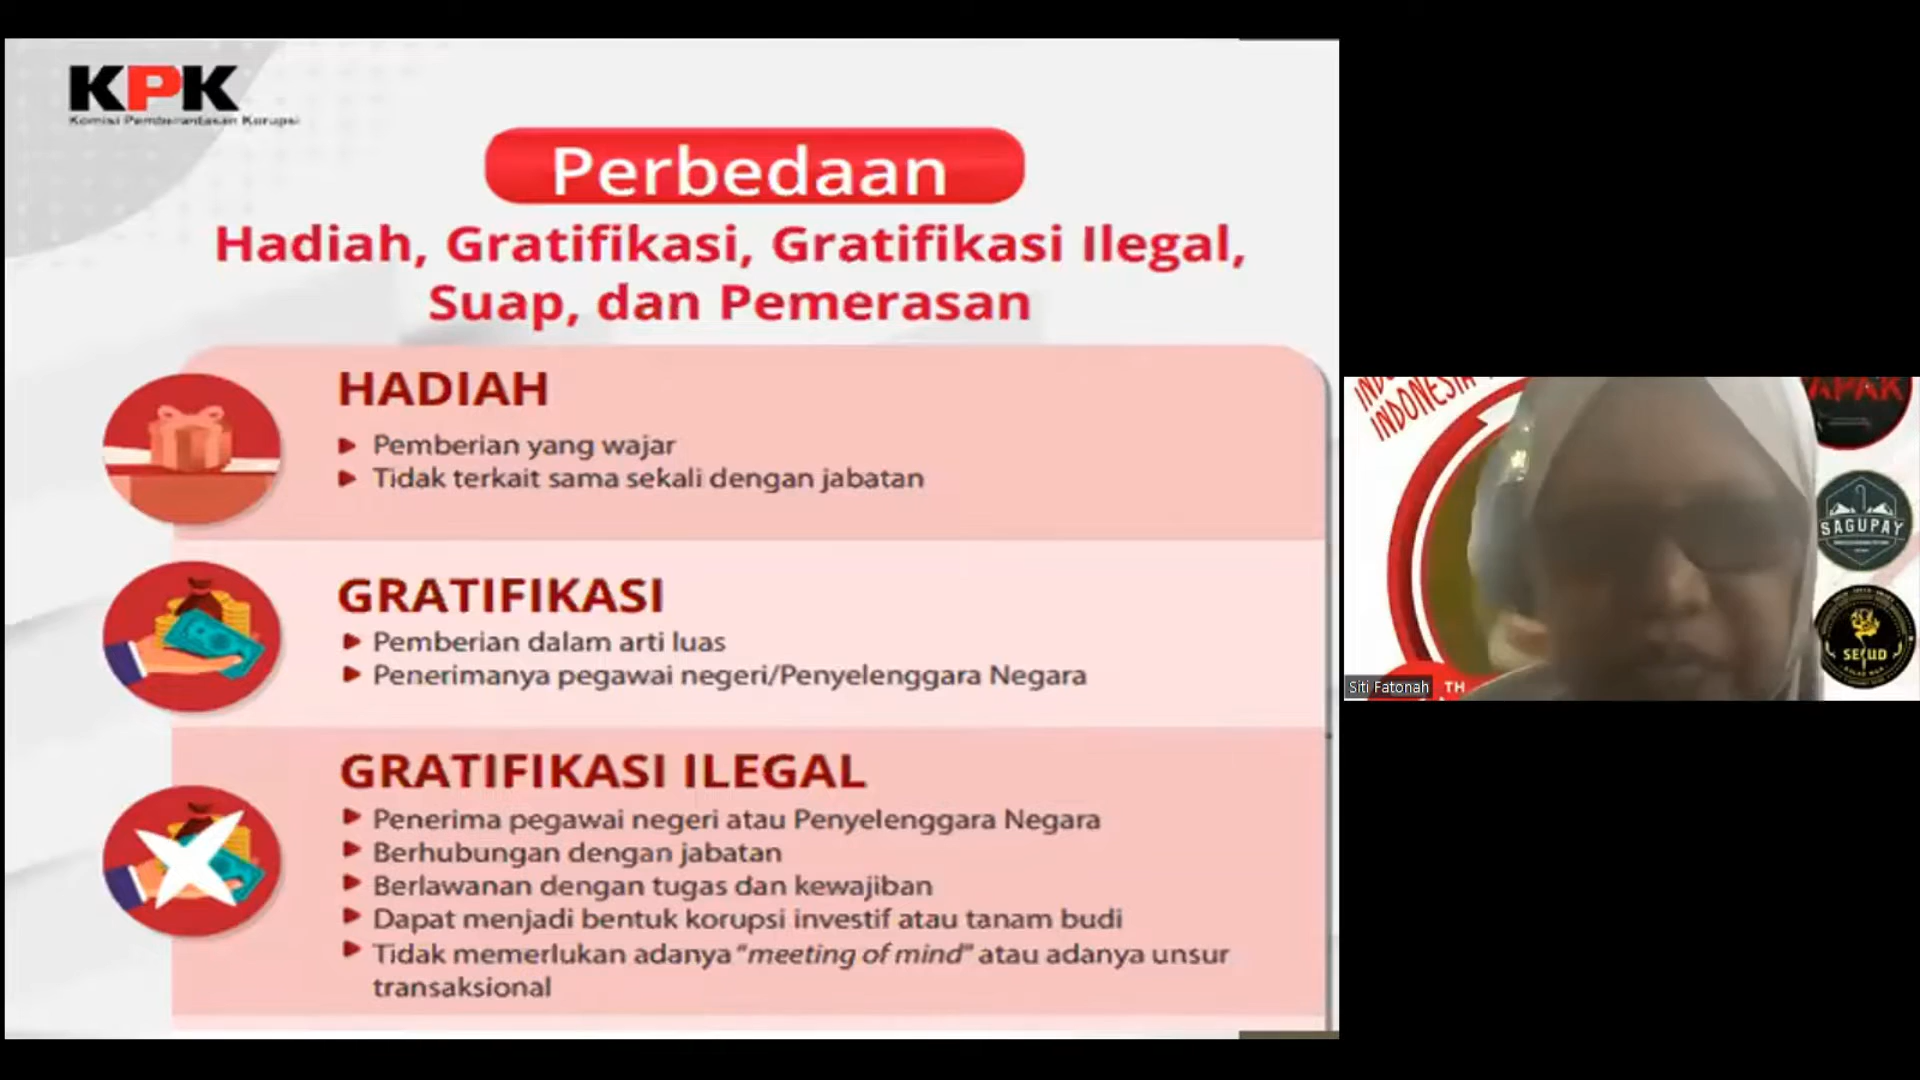 KPK
Komisi Pemberantasan Korupsi
Perbedaan
Hadiah, Gratifikasi, Gratifikasi Ilegal,
Suap, dan Pemerasan
HADIAH
Pemberian yang wajar
Tidak terkait sama sekali dengan jabatan
GRATIFIKASI
Pemberian dalam arti luas
Penerimanya pegawai negeri/Penyelenggara Negara
GRATIFIKASI ILEGAL
Penerima pegawai negeri atau Penyelenggara Negara
Berhubungan dengan jabatan
Berlawanan dengan tugas dan kewajiban
Dapat menjadi bentuk korupsi investif atau tanam budi
Tidak memerlukan adanya "meeting of mind" atau adanya unsur
transaksional
INDONESIA
APAK
SAGUPAY
Siti Fatonah
TH